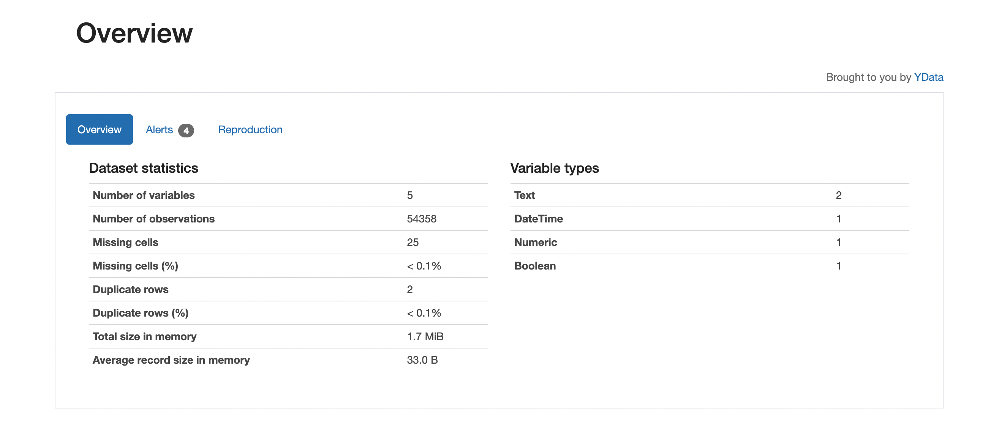 Overview
Brought to you by YData
Overview Alerts 4 Reproduction
Dataset statistics
Number of variables 5
Number of observations 54358
Missing cells 25
Missing cells (%) < 0.1%
Duplicate rows 2
Duplicate rows (%) < 0.1%
Total size in memory 1.7 MiB
Average record size in memory 33.0 B
Variable types
Text 2
DateTime 1
Numeric 1
Boolean 1